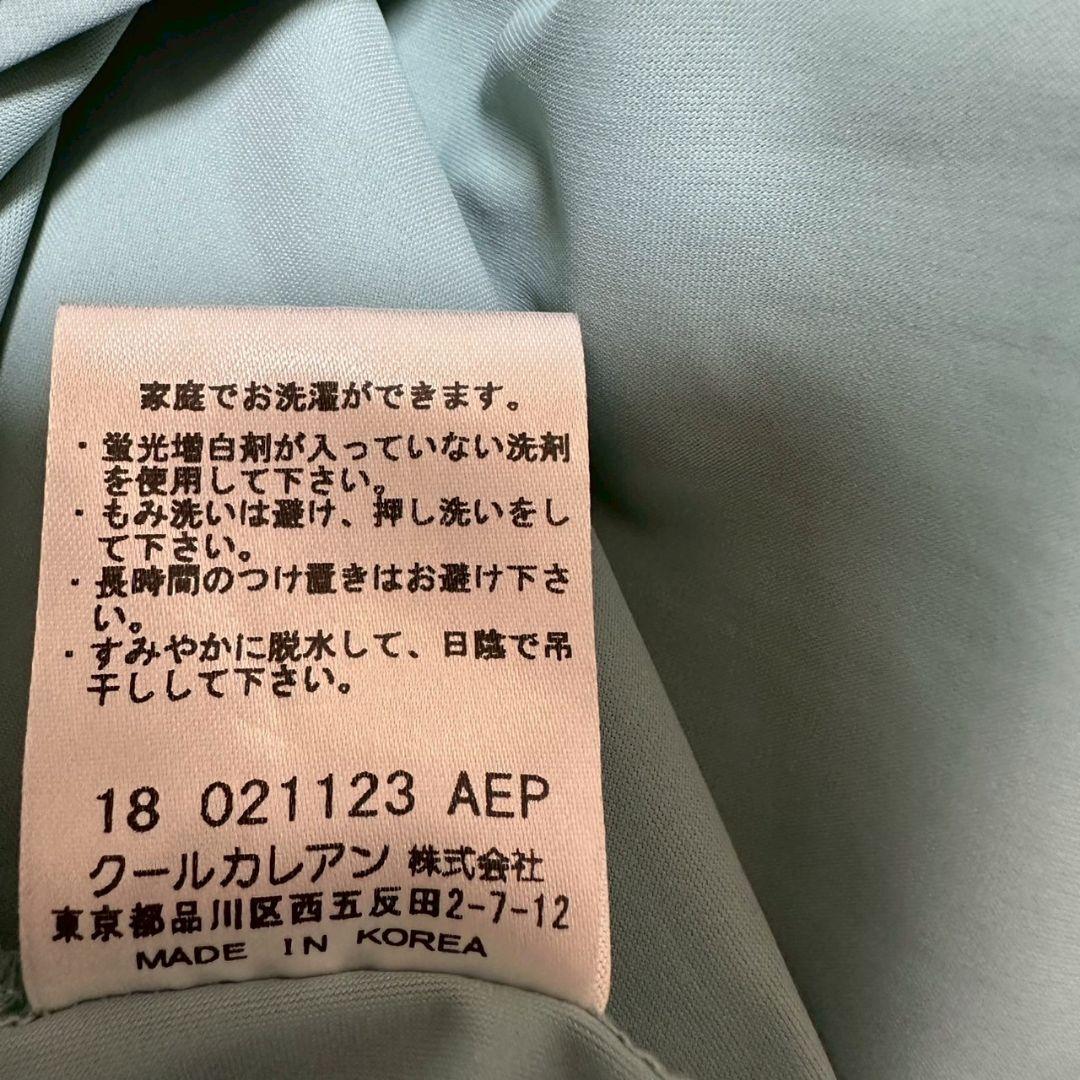 家庭でお洗濯ができます。
・蛍光増白剤が入っていない洗剤
を使用して下さい。
・もみ洗いは避け、押し洗いをし
て下さい。
・長時間のつけ置きはお避け下さ
い。
・すみやかに脱水して、日陰で吊
干しして下さい。
18 021123 AEP
クールカレアン 株式会社
東京都品川区西五反田2-7-12
MADE IN KOREA